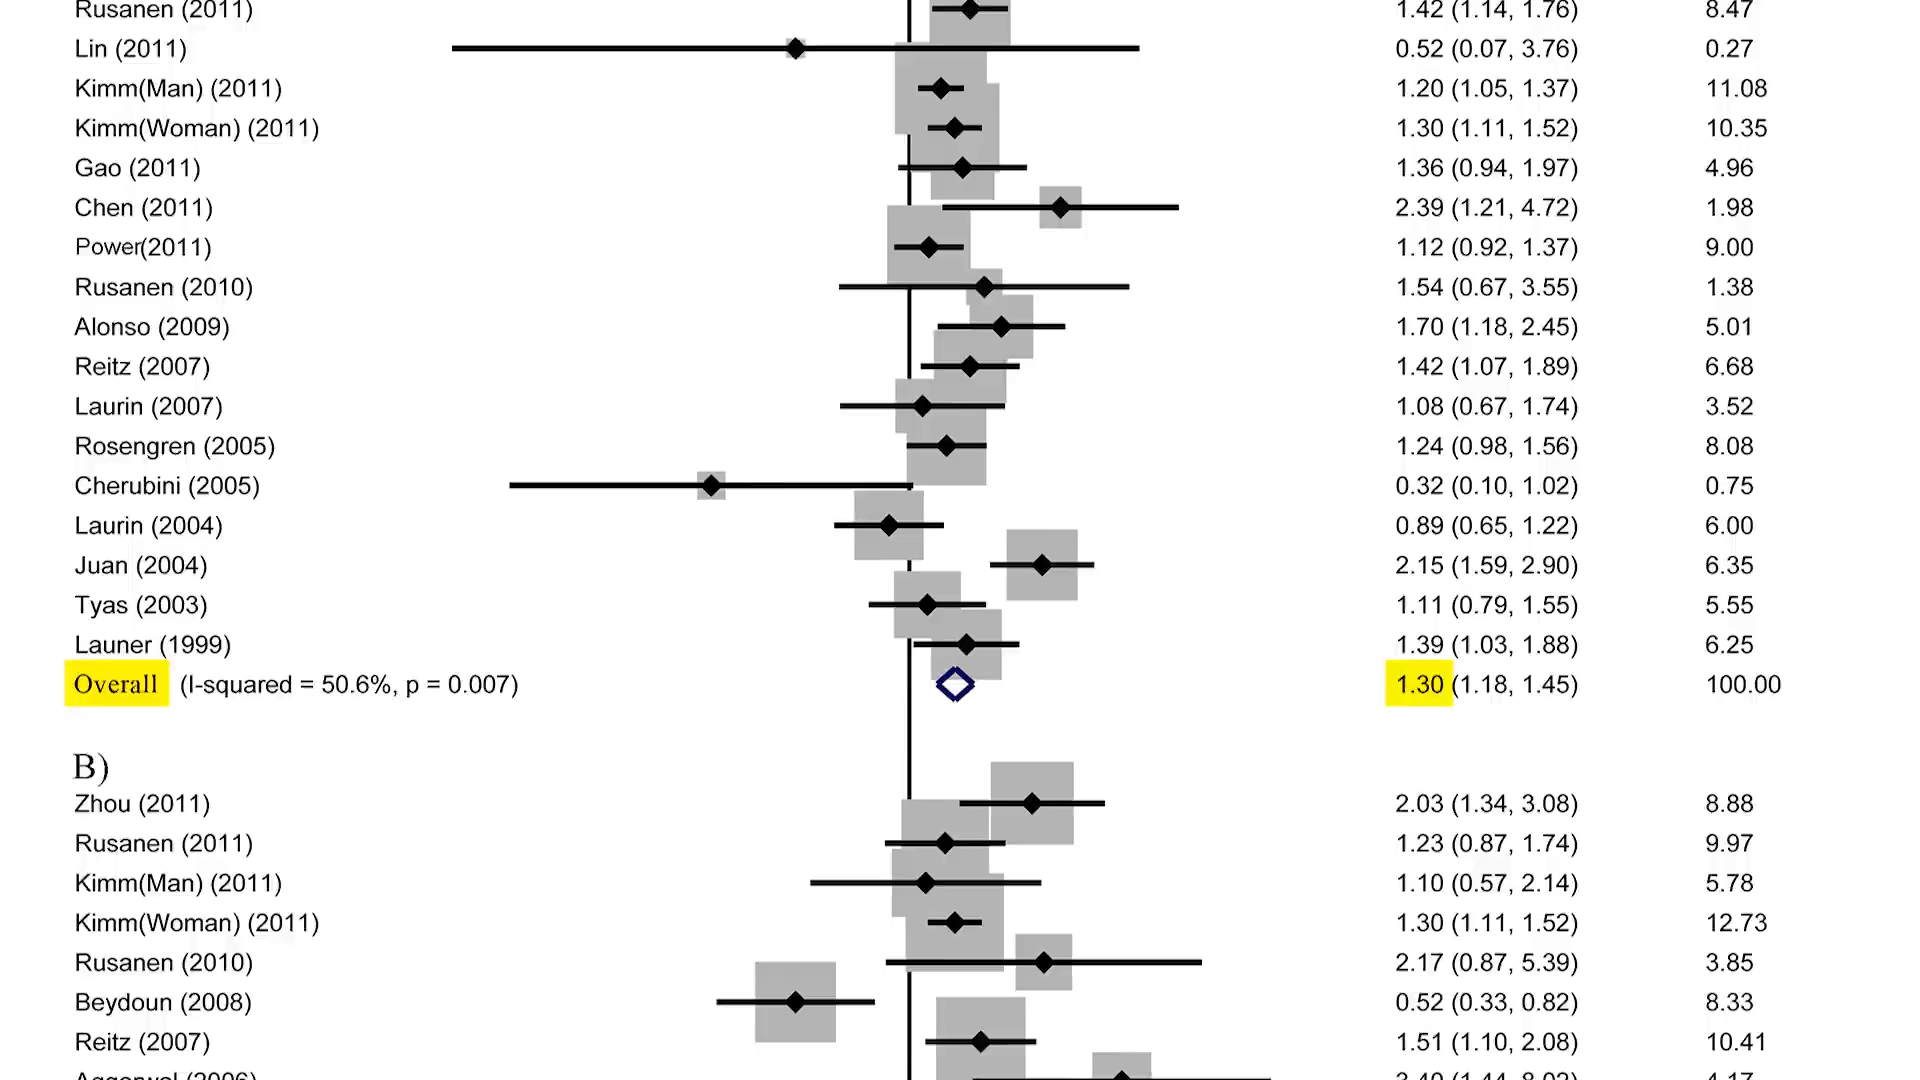 Rusanen (2011) 1.42 (1.14, 1.76) 8.47
Lin (2011) 0.52 (0.07, 3.76) 0.27
Kimm(Man) (2011) 1.20 (1.05, 1.37) 11.08
Kimm(Woman) (2011) 1.30 (1.11, 1.52) 10.35
Gao (2011) 1.36 (0.94, 1.97) 4.96
Chen (2011) 2.39 (1.21, 4.72) 1.98
Power(2011) 1.12 (0.92, 1.37) 9.00
Rusanen (2010) 1.54 (0.67, 3.55) 1.38
Alonso (2009) 1.70 (1.18, 2.45) 5.01
Reitz (2007) 1.42 (1.07, 1.89) 6.68
Laurin (2007) 1.08 (0.67, 1.74) 3.52
Rosengren (2005) 1.24 (0.98, 1.56) 8.08
Cherubini (2005) 0.32 (0.10, 1.02) 0.75
Laurin (2004) 0.89 (0.65, 1.22) 6.00
Juan (2004) 2.15 (1.59, 2.90) 6.35
Tyas (2003) 1.11 (0.79, 1.55) 5.55
Launer (1999) 1.39 (1.03, 1.88) 6.25
Overall (I-squared = 50.6%, p = 0.007) 1.30 (1.18, 1.45) 100.00
B)
Zhou (2011) 2.03 (1.34, 3.08) 8.88
Rusanen (2011) 1.23 (0.87, 1.74) 9.97
Kimm(Man) (2011) 1.10 (0.57, 2.14) 5.78
Kimm(Woman) (2011) 1.30 (1.11, 1.52) 12.73
Rusanen (2010) 2.17 (0.87, 5.39) 3.85
Beydoun (2008) 0.52 (0.33, 0.82) 8.33
Reitz (2007) 1.51 (1.10, 2.08) 10.41